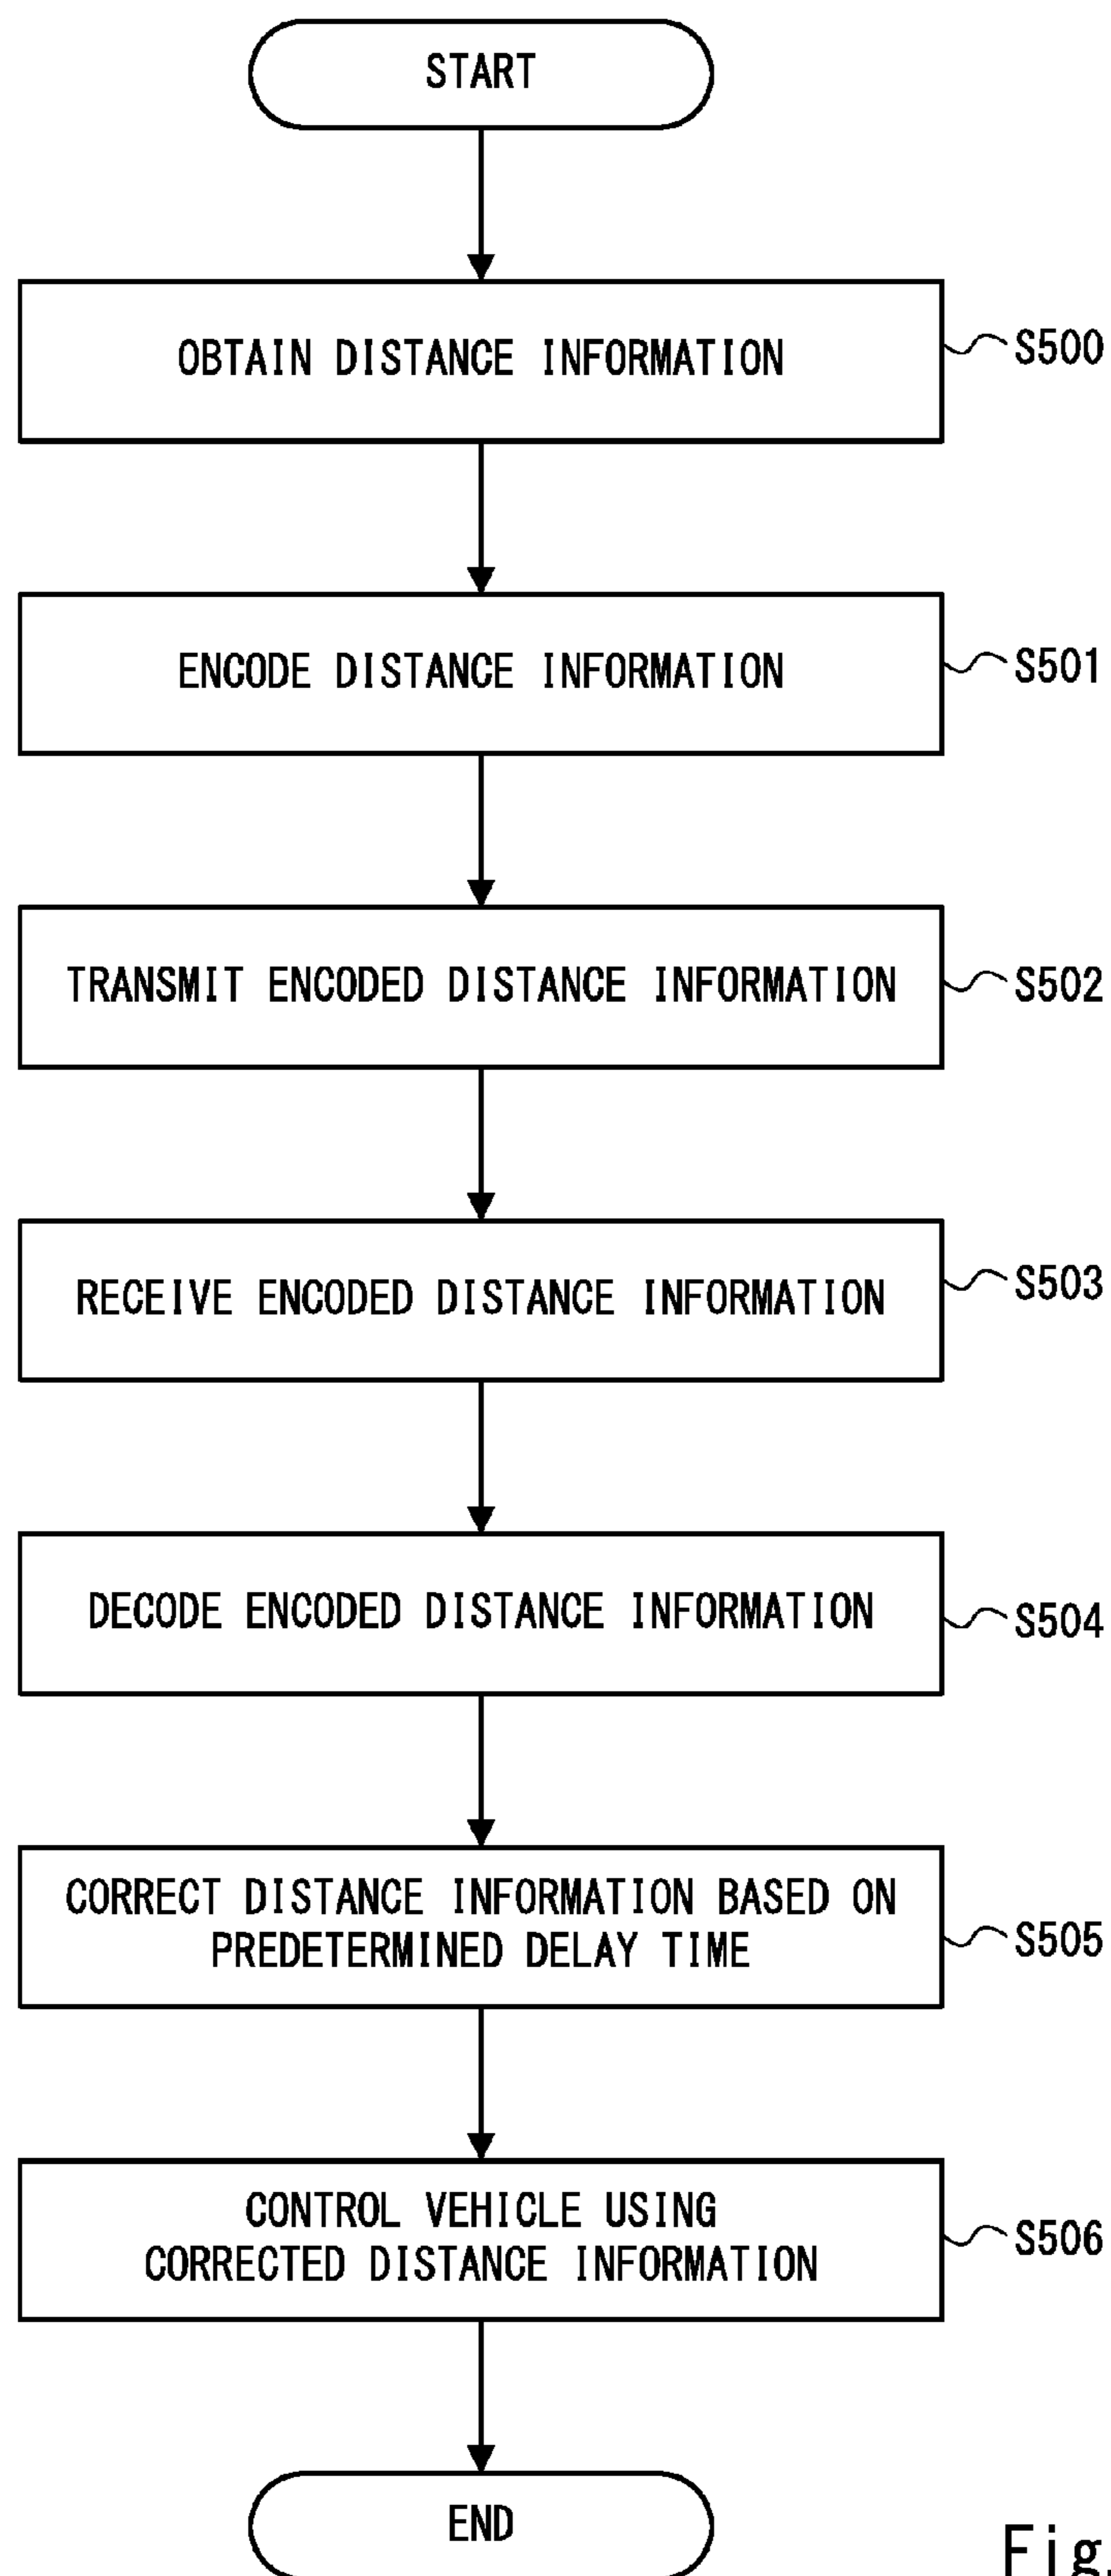 START
OBTAIN DISTANCE INFORMATION
S500
ENCODE DISTANCE INFORMATION
S501
TRANSMIT ENCODED DISTANCE INFORMATION
S502
RECEIVE ENCODED DISTANCE INFORMATION
S503
DECODE ENCODED DISTANCE INFORMATION
S504
CORRECT DISTANCE INFORMATION BASED ON
PREDETERMINED DELAY TIME
S505
CONTROL VEHICLE USING
CORRECTED DISTANCE INFORMATION
S506
END
Fig.